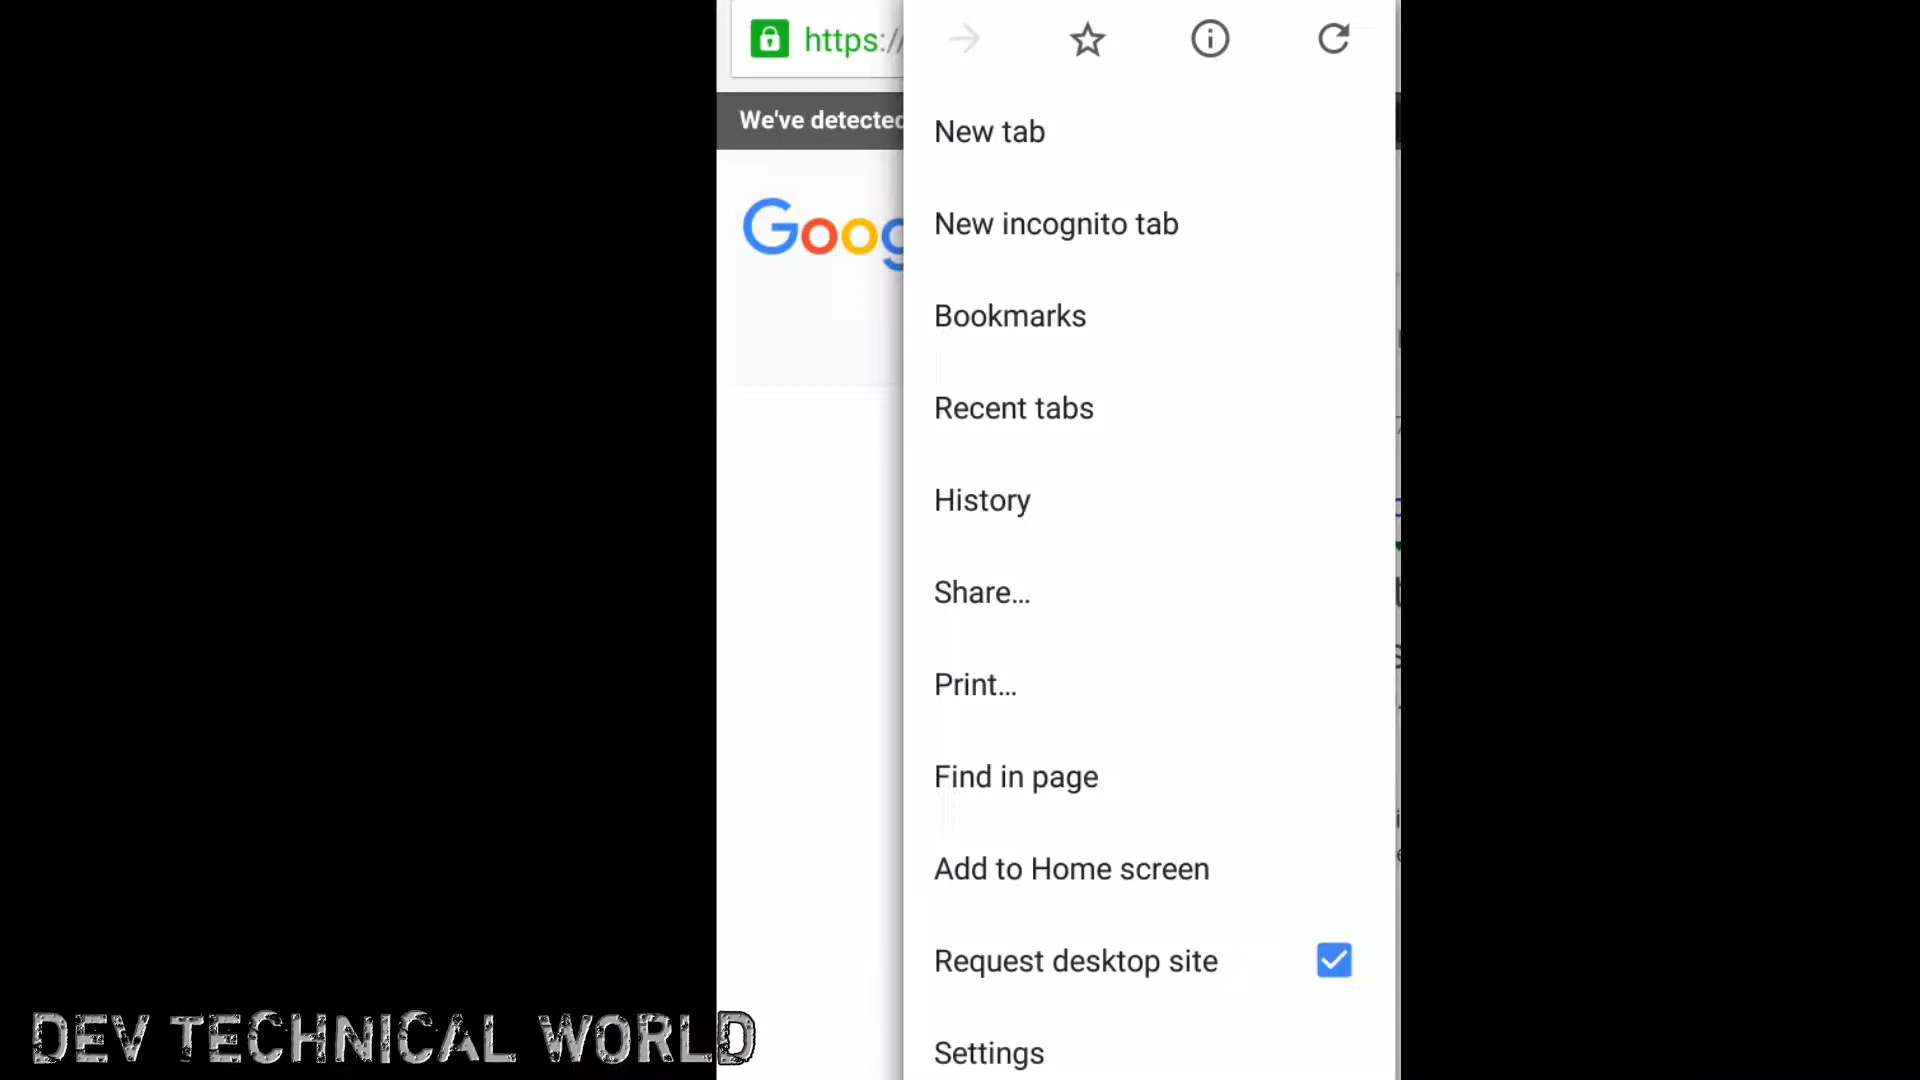 https://
We've detected
Goog
New tab
New incognito tab
Bookmarks
Recent tabs
History
Share...
Print...
Find in page
Add to Home screen
Request desktop site
Settings
DEV TECHNICAL WORLD